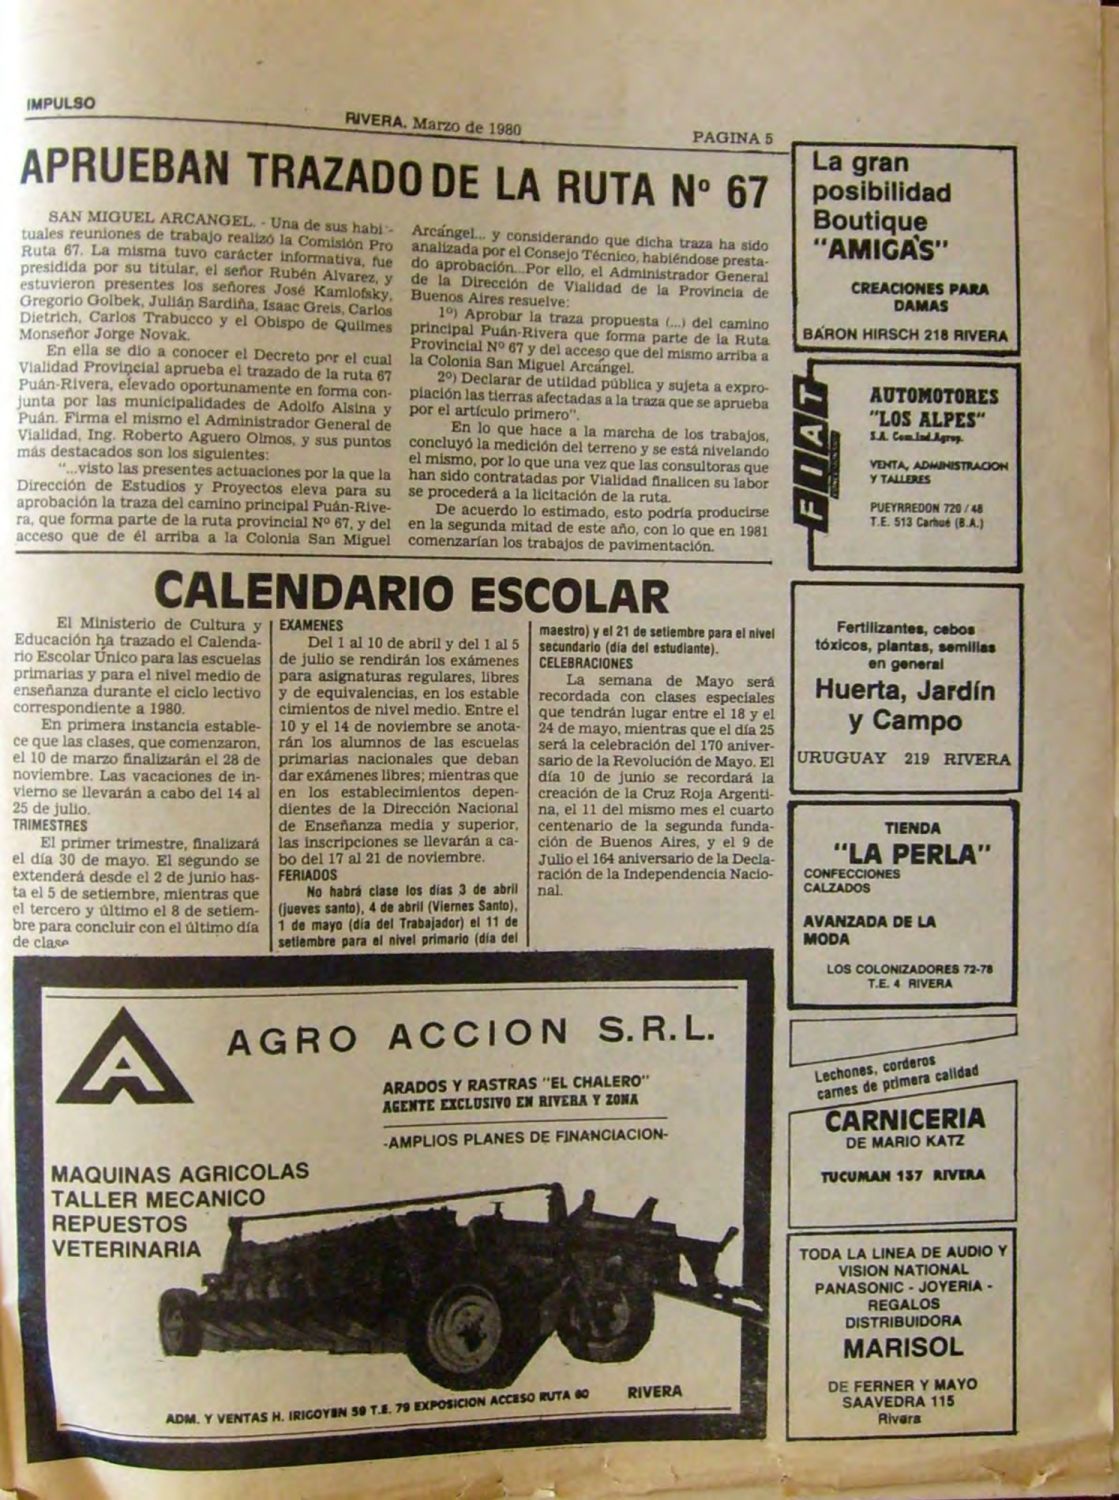 IMPULSO
RIVERA, Marzo de 1980
PAGINA 5
APRUEBAN TRAZADO DE LA RUTA Nº 67
SAN MIGUEL ARCANGEL. - Una de sus habi-
tuales reuniones de trabajo realizó la Comisión Pro
Ruta 67. La misma tuvo carácter informativa, fue
presidida por su titular, el señor Rubén Alvarez, y
estuvieron presentes los señores José Kamlofsky,
Gregorio Golbek, Julián Sardiña, Isaac Greis, Carlos
Dietrich, Carlos Trabucco y el Obispo de Quilmes
Monseñor Jorge Novak.
En ella se dio a conocer el Decreto por el cual
Vialidad Provincial aprueba el trazado de la ruta 67
Puán-Rivera, elevado oportunamente en forma con-
junta por las municipalidades de Adolfo Alsina y
Puán. Firma el mismo el Administrador General de
Vialidad, Ing. Roberto Aguero Olmos, y sus puntos
más destacados son los siguientes:
"...visto las presentes actuaciones por la que la
Dirección de Estudios y Proyectos eleva para su
aprobación la traza del camino principal Puán-Rive-
ra, que forma parte de la ruta provincial Nº 67, y del
acceso que de él arriba a la Colonia San Miguel
Arcángel... y considerando que dicha traza ha sido
analizada por el Consejo Técnico, habiéndose presta-
do aprobación...Por ello, el Administrador General
de la Dirección de Vialidad de la Provincia de
Buenos Aires resuelve:
1º) Aprobar la traza propuesta (...) del camino
principal Puán-Rivera que forma parte de la Ruta
Provincial Nº 67 y del acceso que del mismo arriba a
la Colonia San Miguel Arcángel.
2º) Declarar de utildad pública y sujeta a expro-
piación las tierras afectadas a la traza que se aprueba
por el artículo primero".
En lo que hace a la marcha de los trabajos,
concluyó la medición del terreno y se está nivelando
el mismo, por lo que una vez que las consultoras que
han sido contratadas por Vialidad finalicen su labor
se procederá a la licitación de la ruta.
De acuerdo lo estimado, esto podría producirse
en la segunda mitad de este año, con lo que en 1981
comenzarían los trabajos de pavimentación.
CALENDARIO ESCOLAR
El Ministerio de Cultura y
Educación ha trazado el Calenda-
rio Escolar Único para las escuelas
primarias y para el nivel medio de
enseñanza durante el ciclo lectivo
correspondiente a 1980.
En primera instancia estable-
ce que las clases, que comenzaron,
el 10 de marzo finalizarán el 28 de
noviembre. Las vacaciones de in-
vierno se llevarán a cabo del 14 al
25 de julio.
TRIMESTRES
El primer trimestre, finalizará
el día 30 de mayo. El segundo se
extenderá desde el 2 de junio has-
ta el 5 de setiembre, mientras que
el tercero y último el 8 de setiem-
bre para concluir con el último día
de clase
EXAMENES
Del 1 al 10 de abril y del 1 al 5
de julio se rendirán los exámenes
para asignaturas regulares, libres
y de equivalencias, en los estable
cimientos de nivel medio. Entre el
10 y el 14 de noviembre se anota-
rán los alumnos de las escuelas
primarias nacionales que deban
dar exámenes libres; mientras que
en los establecimientos depen-
dientes de la Dirección Nacional
de Enseñanza media y superior,
las inscripciones se llevarán a ca-
bo del 17 al 21 de noviembre.
FERIADOS
No habrá clase los días 3 de abril
(jueves santo), 4 de abril (Viernes Santo),
1 de mayo (día del Trabajador) el 11 de
setiembre para el nivel primario (día del
maestro) y el 21 de setiembre para el nivel
secundario (día del estudiante).
CELEBRACIONES
La semana de Mayo será
recordada con clases especiales
que tendrán lugar entre el 18 y el
24 de mayo, mientras que el día 25
será la celebración del 170 aniver-
sario de la Revolución de Mayo. El
día 10 de junio se recordará la
creación de la Cruz Roja Argenti-
na, el 11 del mismo mes el cuarto
centenario de la segunda funda-
ción de Buenos Aires, y el 9 de
Julio el 164 aniversario de la Decla-
ración de la Independencia Nacio-
nal.
A
AGRO ACCION S.R.L.
ARADOS Y RASTRAS "EL CHALERO"
AGENTE EXCLUSIVO EN RIVERA Y ZONA
-AMPLIOS PLANES DE FINANCIACION-
MAQUINAS AGRICOLAS
TALLER MECANICO
REPUESTOS
VETERINARIA
ADM. Y VENTAS H. IRIGOYEN 59 T.E. 79 EXPOSICION ACCESO RUTA 60 RIVERA
La gran
posibilidad
Boutique
"AMIGAS"
CREACIONES PARA
DAMAS
BARON HIRSCH 218 RIVERA
FIAT
AUTOMOTORES
"LOS ALPES"
S.A. Com.Ind.Agrop.
VENTA, ADMINISTRACION
Y TALLERES
PUEYRREDON 720/48
T.E. 513 Carhué (B.A.)
Fertilizantes, cebos
tóxicos, plantas, semillas
en general
Huerta, Jardín
y Campo
URUGUAY 219 RIVERA
TIENDA
"LA PERLA"
CONFECCIONES
CALZADOS
AVANZADA DE LA
MODA
LOS COLONIZADORES 72-78
T.E. 4 RIVERA
Lechones, corderos
carnes de primera calidad
CARNICERIA
DE MARIO KATZ
TUCUMAN 157 RIVERA
TODA LA LINEA DE AUDIO Y
VISION NATIONAL
PANASONIC - JOYERIA -
REGALOS
DISTRIBUIDORA
MARISOL
DE FERNER Y MAYO
SAAVEDRA 115
Rivera